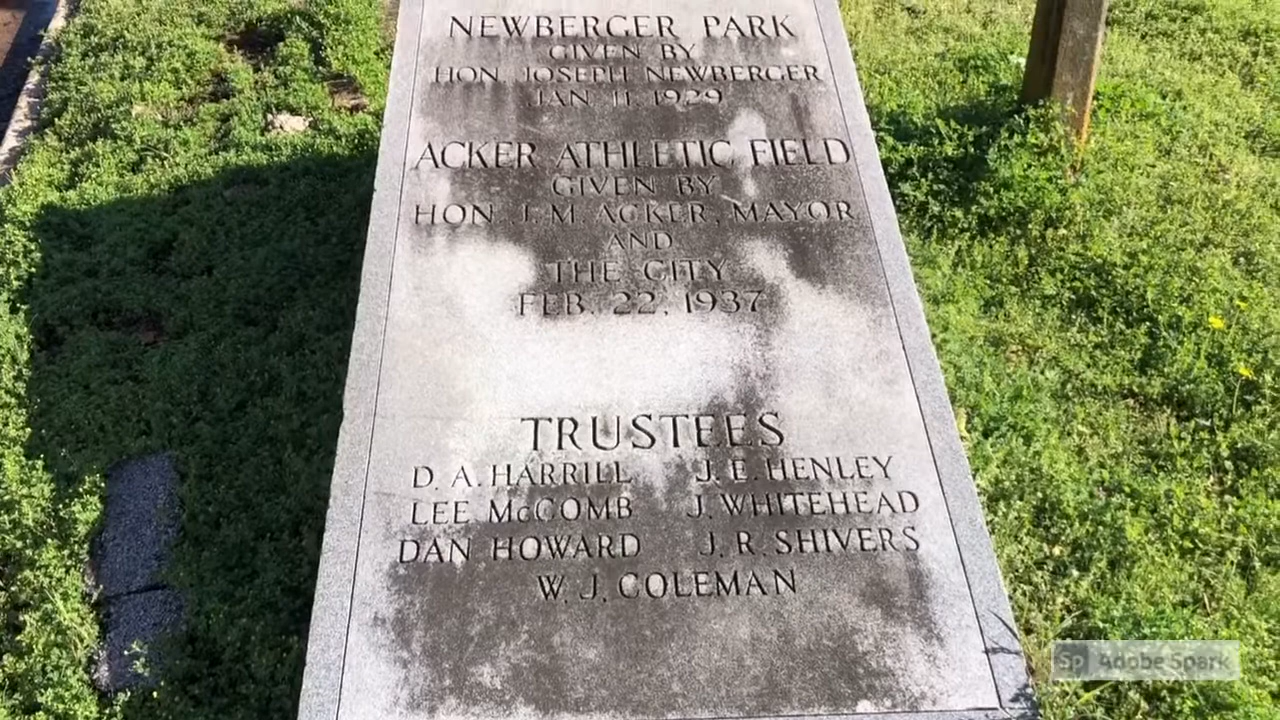 NEWBERGER PARK
GIVEN BY
HON JOSEPH NEWBERGER
JAN. 11, 1929
ACKER ATHLETIC FIELD
GIVEN BY
HON J. M. ACKER, MAYOR
AND
THE CITY
FEB. 22, 1937
TRUSTEES
D. A. HARRILL J. E. HENLEY
LEE McCOMB J. WHITEHEAD
DAN HOWARD J. R. SHIVERS
W. J. COLEMAN
Sp Adobe Spark